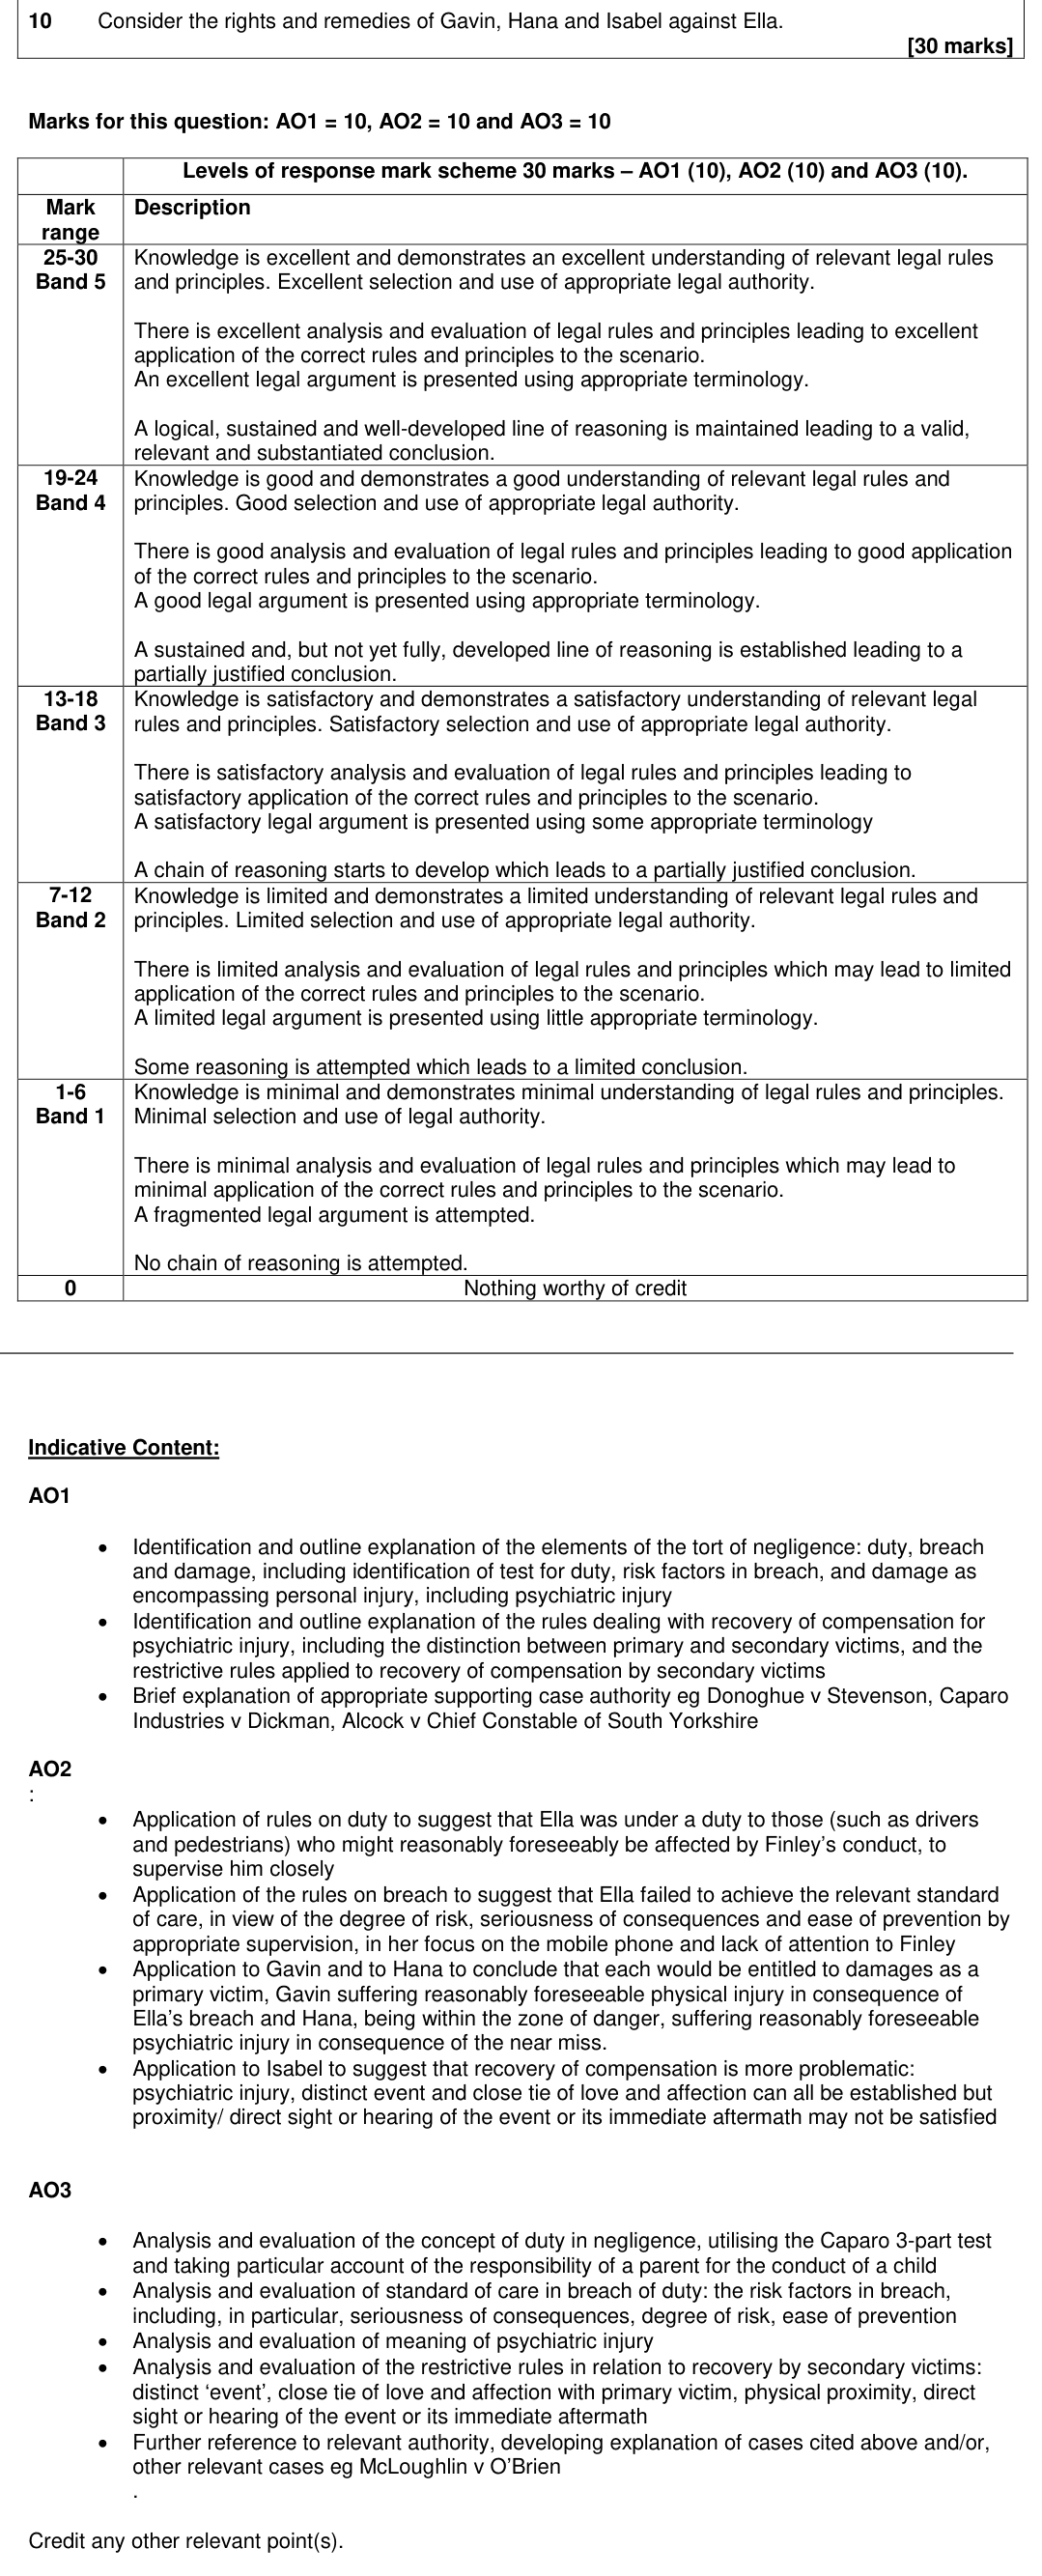 10 Consider the rights and remedies of Gavin, Hana and Isabel against Ella.
[30 marks]
Marks for this question: AO1 = 10, AO2 = 10 and AO3 = 10
Levels of response mark scheme 30 marks – AO1 (10), AO2 (10) and AO3 (10).
Mark range Description
25-30
Band 5
Knowledge is excellent and demonstrates an excellent understanding of relevant legal rules
and principles. Excellent selection and use of appropriate legal authority.
There is excellent analysis and evaluation of legal rules and principles leading to excellent
application of the correct rules and principles to the scenario.
An excellent legal argument is presented using appropriate terminology.
A logical, sustained and well-developed line of reasoning is maintained leading to a valid,
relevant and substantiated conclusion.
19-24
Band 4
Knowledge is good and demonstrates a good understanding of relevant legal rules and
principles. Good selection and use of appropriate legal authority.
There is good analysis and evaluation of legal rules and principles leading to good application
of the correct rules and principles to the scenario.
A good legal argument is presented using appropriate terminology.
A sustained and, but not yet fully, developed line of reasoning is established leading to a
partially justified conclusion.
13-18
Band 3
Knowledge is satisfactory and demonstrates a satisfactory understanding of relevant legal
rules and principles. Satisfactory selection and use of appropriate legal authority.
There is satisfactory analysis and evaluation of legal rules and principles leading to
satisfactory application of the correct rules and principles to the scenario.
A satisfactory legal argument is presented using some appropriate terminology
A chain of reasoning starts to develop which leads to a partially justified conclusion.
7-12
Band 2
Knowledge is limited and demonstrates a limited understanding of relevant legal rules and
principles. Limited selection and use of appropriate legal authority.
There is limited analysis and evaluation of legal rules and principles which may lead to limited
application of the correct rules and principles to the scenario.
A limited legal argument is presented using little appropriate terminology.
Some reasoning is attempted which leads to a limited conclusion.
1-6
Band 1
Knowledge is minimal and demonstrates minimal understanding of legal rules and principles.
Minimal selection and use of legal authority.
There is minimal analysis and evaluation of legal rules and principles which may lead to
minimal application of the correct rules and principles to the scenario.
A fragmented legal argument is attempted.
No chain of reasoning is attempted.
0 Nothing worthy of credit
Indicative Content:
AO1
• Identification and outline explanation of the elements of the tort of negligence: duty, breach
and damage, including identification of test for duty, risk factors in breach, and damage as
encompassing personal injury, including psychiatric injury
• Identification and outline explanation of the rules dealing with recovery of compensation for
psychiatric injury, including the distinction between primary and secondary victims, and the
restrictive rules applied to recovery of compensation by secondary victims
• Brief explanation of appropriate supporting case authority eg Donoghue v Stevenson, Caparo
Industries v Dickman, Alcock v Chief Constable of South Yorkshire
AO2
:
• Application of rules on duty to suggest that Ella was under a duty to those (such as drivers
and pedestrians) who might reasonably foreseeably be affected by Finley’s conduct, to
supervise him closely
• Application of the rules on breach to suggest that Ella failed to achieve the relevant standard
of care, in view of the degree of risk, seriousness of consequences and ease of prevention by
appropriate supervision, in her focus on the mobile phone and lack of attention to Finley
• Application to Gavin and to Hana to conclude that each would be entitled to damages as a
primary victim, Gavin suffering reasonably foreseeable physical injury in consequence of
Ella’s breach and Hana, being within the zone of danger, suffering reasonably foreseeable
psychiatric injury in consequence of the near miss.
• Application to Isabel to suggest that recovery of compensation is more problematic:
psychiatric injury, distinct event and close tie of love and affection can all be established but
proximity/ direct sight or hearing of the event or its immediate aftermath may not be satisfied
AO3
• Analysis and evaluation of the concept of duty in negligence, utilising the Caparo 3-part test
and taking particular account of the responsibility of a parent for the conduct of a child
• Analysis and evaluation of standard of care in breach of duty: the risk factors in breach,
including, in particular, seriousness of consequences, degree of risk, ease of prevention
• Analysis and evaluation of meaning of psychiatric injury
• Analysis and evaluation of the restrictive rules in relation to recovery by secondary victims:
distinct ‘event’, close tie of love and affection with primary victim, physical proximity, direct
sight or hearing of the event or its immediate aftermath
• Further reference to relevant authority, developing explanation of cases cited above and/or,
other relevant cases eg McLoughlin v O’Brien
.
Credit any other relevant point(s).